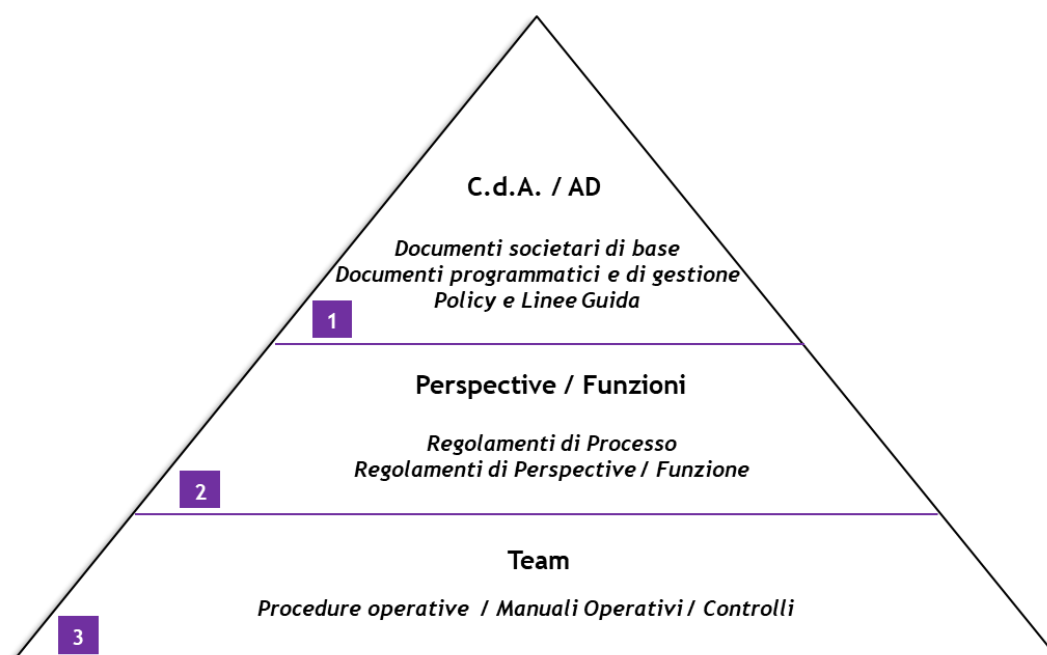 C.d.A. / AD
Documenti societari di base
Documenti programmatici e di gestione
Policy e Linee Guida
1
Perspective / Funzioni
Regolamenti di Processo
Regolamenti di Perspective / Funzione
2
Team
Procedure operative / Manuali Operativi / Controlli
3